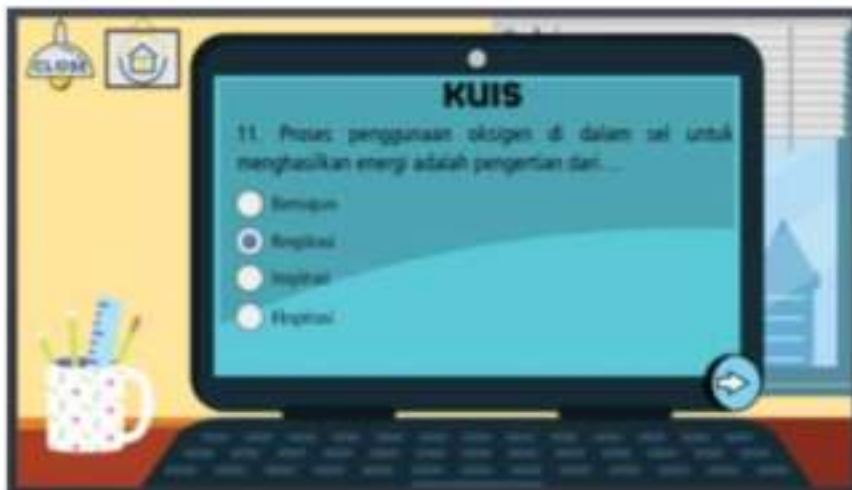 CLOSE
KUIS
11. Proses penggunaan oksigen di dalam sel untuk
menghasilkan energi adalah pengertian dari....
Bernapas
Respirasi
Inspirasi
Ekspirasi